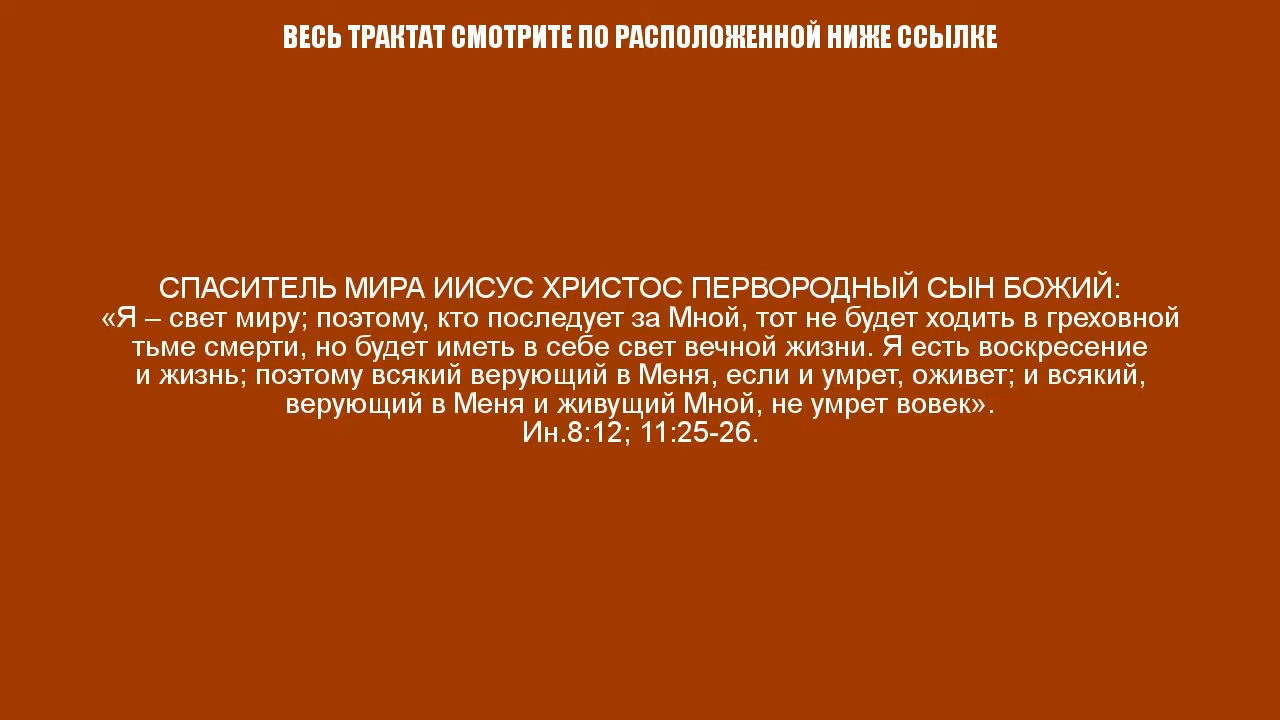 ВЕСЬ ТРАКТАТ СМОТРИТЕ ПО РАСПОЛОЖЕННОЙ НИЖЕ ССЫЛКЕ
СПАСИТЕЛЬ МИРА ИИСУС ХРИСТОС ПЕРВОРОДНЫЙ СЫН БОЖИЙ:
«Я – свет миру; поэтому, кто последует за Мной, тот не будет ходить в греховной
тьме смерти, но будет иметь в себе свет вечной жизни. Я есть воскресение
и жизнь; поэтому всякий верующий в Меня, если и умрет, оживет; и всякий,
верующий в Меня и живущий Мной, не умрет вовек».
Ин.8:12; 11:25-26.